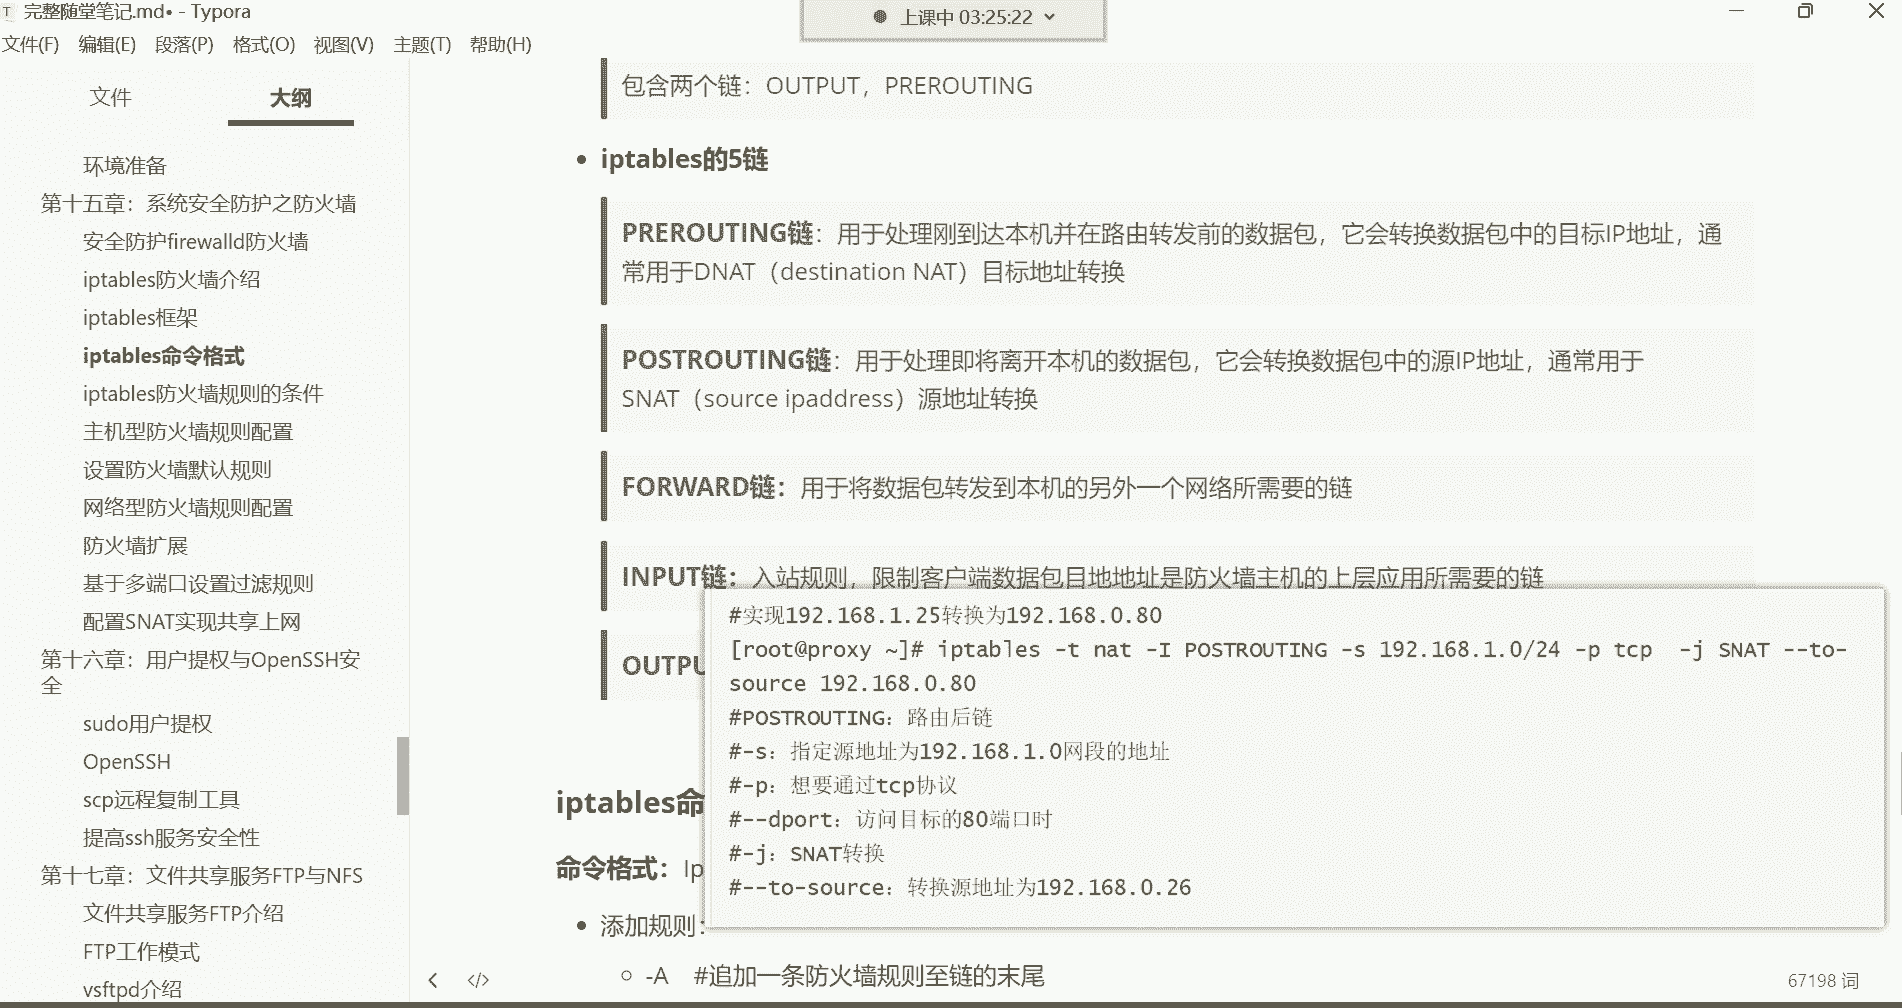 完整随堂笔记.md• - Typora
上课中 03:25:22
文件(F) 编辑(E) 段落(P) 格式(O) 视图(V) 主题(T) 帮助(H)
文件 大纲
环境准备
第十五章：系统安全防护之防火墙
安全防护firewalld防火墙
iptables防火墙介绍
iptables框架
iptables命令格式
iptables防火墙规则的条件
主机型防火墙规则配置
设置防火墙默认规则
网络型防火墙规则配置
防火墙扩展
基于多端口设置过滤规则
配置SNAT实现共享上网
第十六章：用户提权与OpenSSH安
全
sudo用户提权
OpenSSH
scp远程复制工具
提高ssh服务安全性
第十七章：文件共享服务FTP与NFS
文件共享服务FTP介绍
FTP工作模式
vsftpd介绍
包含两个链：OUTPUT，PREROUTING
• iptables的5链
PREROUTING链：用于处理刚到达本机并在路由转发前的数据包，它会转换数据包中的目标IP地址，通
常用于DNAT（destination NAT）目标地址转换
POSTROUTING链：用于处理即将离开本机的数据包，它会转换数据包中的源IP地址，通常用于
SNAT（source ipaddress）源地址转换
FORWARD链：用于将数据包转发到本机的另外一个网络所需要的链
INPUT链：入站规则，限制客户端数据包目地地址是防火墙主机的上层应用所需要的链
OUTPU
iptables命
命令格式：Ip
• 添加规则：
-A #追加一条防火墙规则至链的末尾
#实现192.168.1.25转换为192.168.0.80
[root@proxy ~]# iptables -t nat -I POSTROUTING -s 192.168.1.0/24 -p tcp -j SNAT --to-
source 192.168.0.80
#POSTROUTING：路由后链
#-s：指定源地址为192.168.1.0网段的地址
#-p：想要通过tcp协议
#--dport：访问目标的80端口时
#-j：SNAT转换
#--to-source：转换源地址为192.168.0.26
67198 词